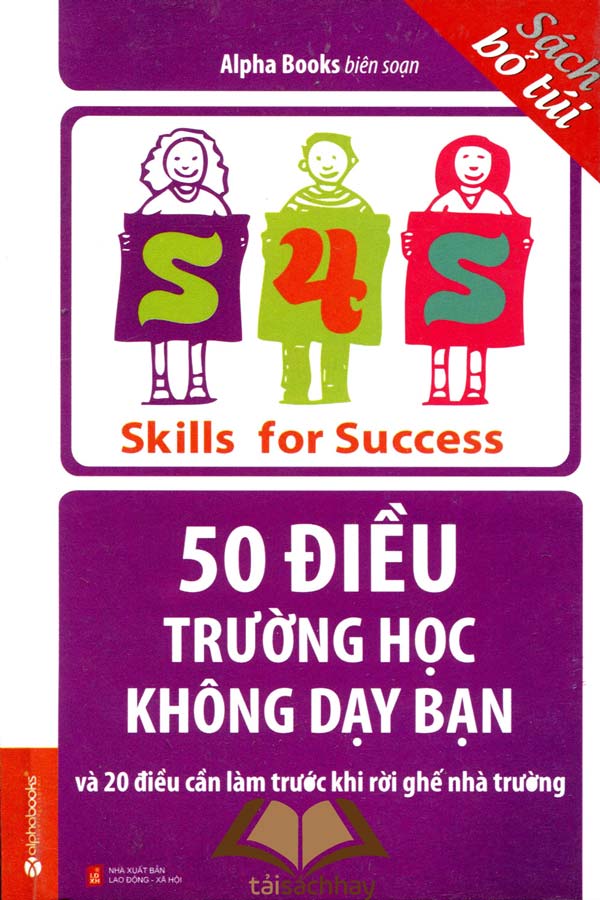 Alpha Books biên soạn
Sách
bỏ túi
S 4 S
Skills for Success
50 ĐIỀU
TRƯỜNG HỌC
KHÔNG DẠY BẠN
và 20 điều cần làm trước khi rời ghế nhà trường
alphabooks
NHÀ XUẤT BẢN
LAO ĐỘNG - XÃ HỘI
tảisáchhay